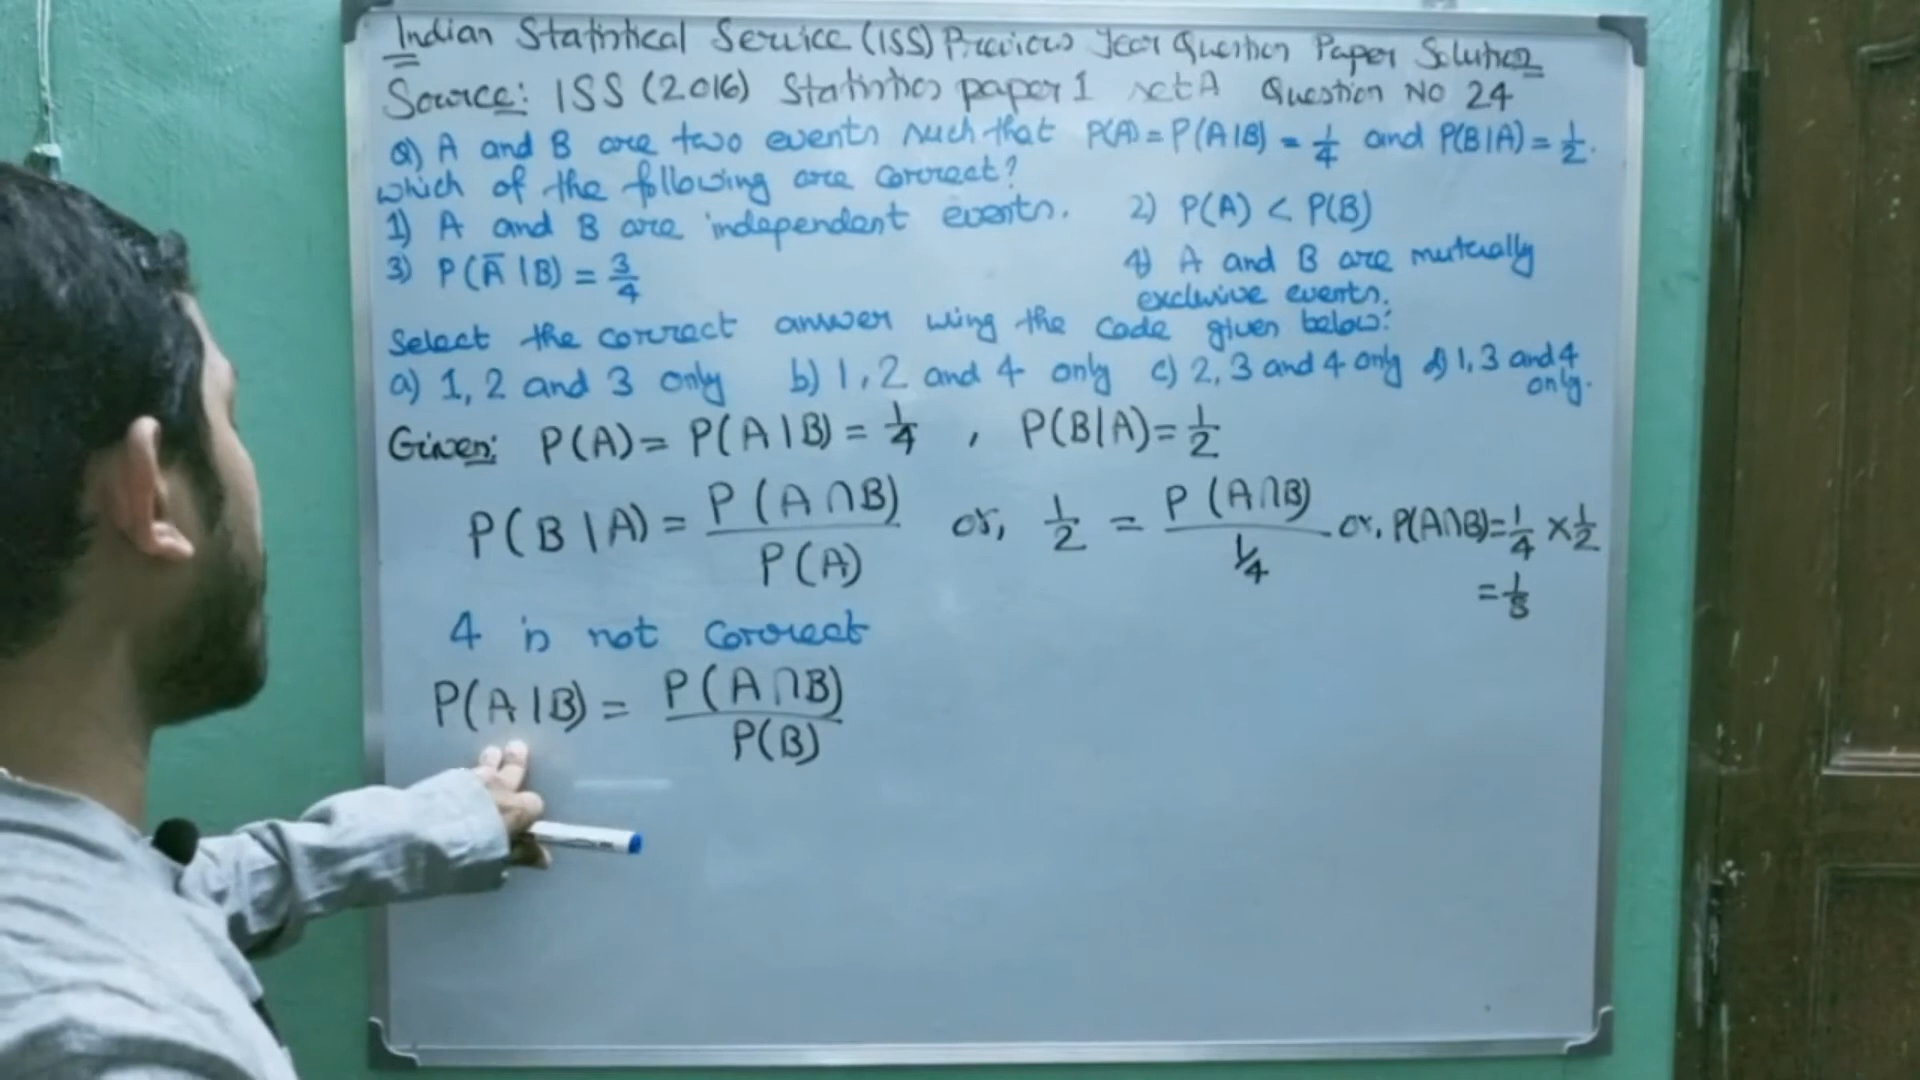 Indian Statistical Service (ISS) Previous Year Question Paper Solution
Source: ISS (2016) Statistics paper 1 set A Question No 24
Q) A and B are two events such that P(A) = P(A|B) = 1/4 and P(B|A) = 1/2.
which of the following are correct?
1) A and B are independent events. 2) P(A) < P(B)
3) P(Ā|B) = 3/4 4) A and B are mutually
exclusive events.
Select the correct answer using the code given below:
a) 1, 2 and 3 only b) 1, 2 and 4 only c) 2, 3 and 4 only d) 1, 3 and 4
only.
Given: P(A) = P(A|B) = 1/4 , P(B|A) = 1/2
P(B|A) = P(A∩B)/P(A) or, 1/2 = P(A∩B)/(1/4) or, P(A∩B) = 1/4 × 1/2
= 1/8
4 is not correct
P(A|B) = P(A∩B)/P(B)